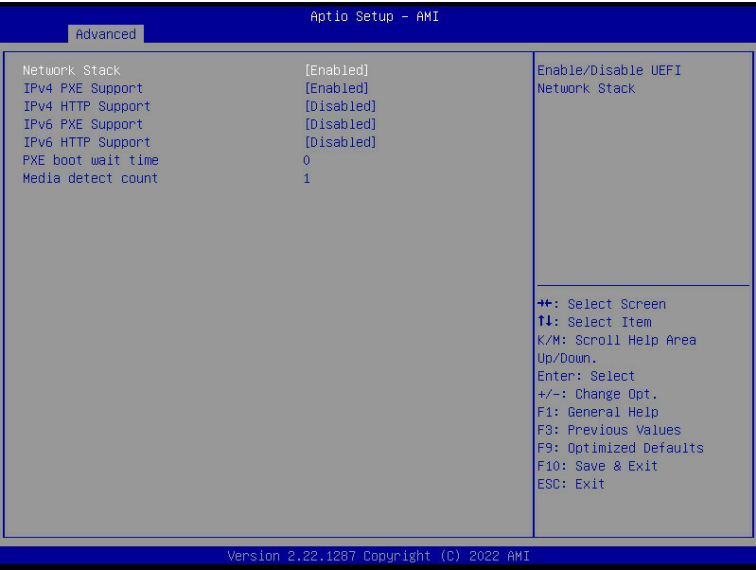 Aptio Setup – AMI
Advanced
Network Stack [Enabled]
IPv4 PXE Support [Enabled]
IPv4 HTTP Support [Disabled]
IPv6 PXE Support [Disabled]
IPv6 HTTP Support [Disabled]
PXE boot wait time 0
Media detect count 1
Enable/Disable UEFI
Network Stack
→←: Select Screen
↑↓: Select Item
K/M: Scroll Help Area
Up/Down.
Enter: Select
+/-: Change Opt.
F1: General Help
F3: Previous Values
F9: Optimized Defaults
F10: Save & Exit
ESC: Exit
Version 2.22.1287 Copyright (C) 2022 AMI